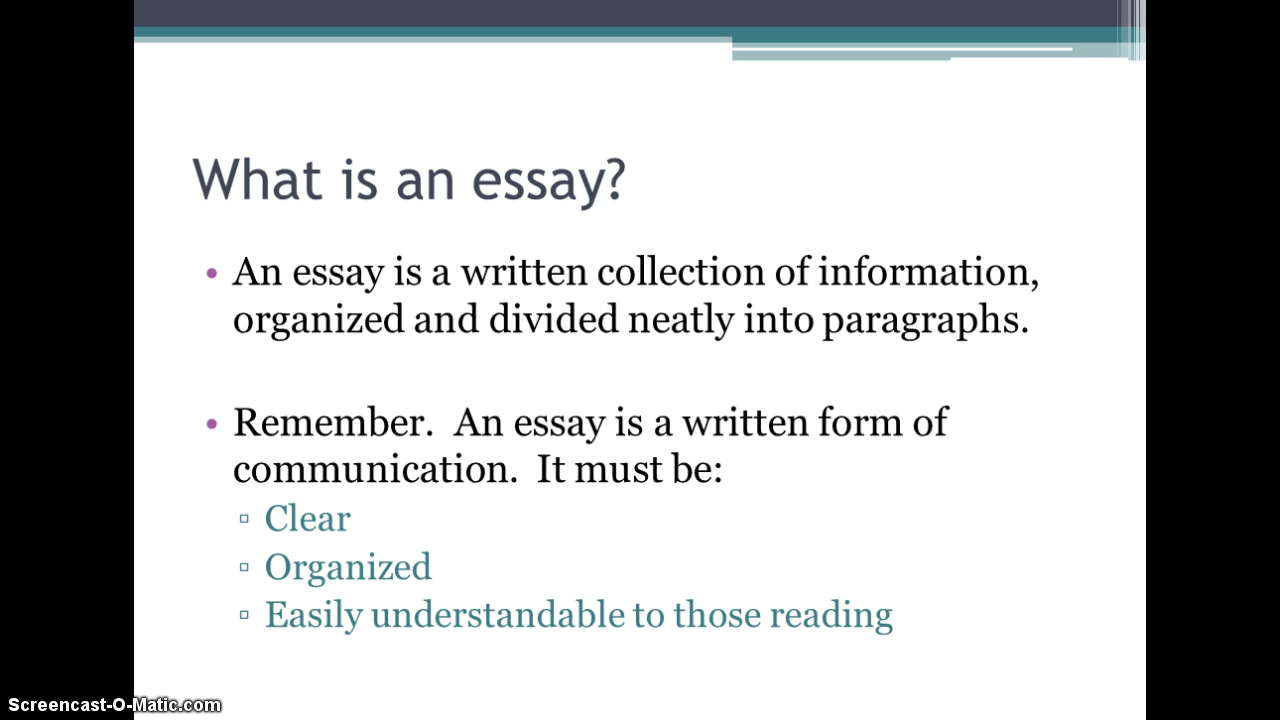 What is an essay?
• An essay is a written collection of information,
organized and divided neatly into paragraphs.
• Remember.  An essay is a written form of
communication.  It must be:
▫ Clear
▫ Organized
▫ Easily understandable to those reading
Screencast-O-Matic.com